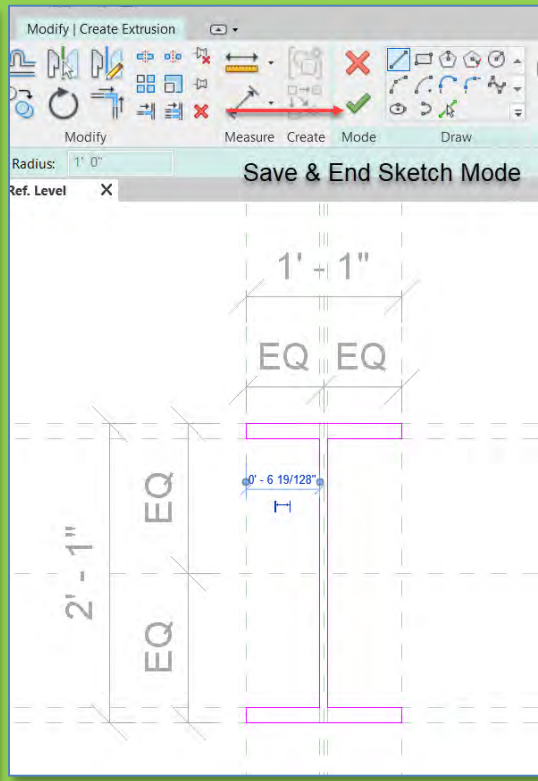 Modify | Create Extrusion
Modify
Measure
Create
Mode
Draw
Radius:
1' 0"
Ref. Level
X
Save & End Sketch Mode
1' - 1"
EQ
EQ
0' - 6 19/128"
EQ
2' - 1"
EQ